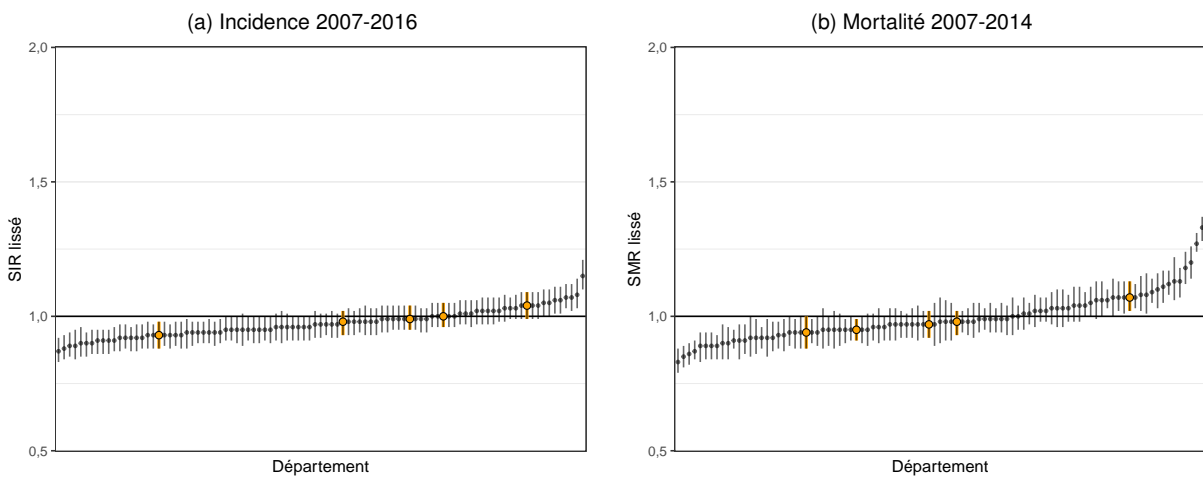 (a) Incidence 2007-2016
2,0
1,5
1,0
0,5
SIR lissé
Département
(b) Mortalité 2007-2014
2,0
1,5
1,0
0,5
SMR lissé
Département